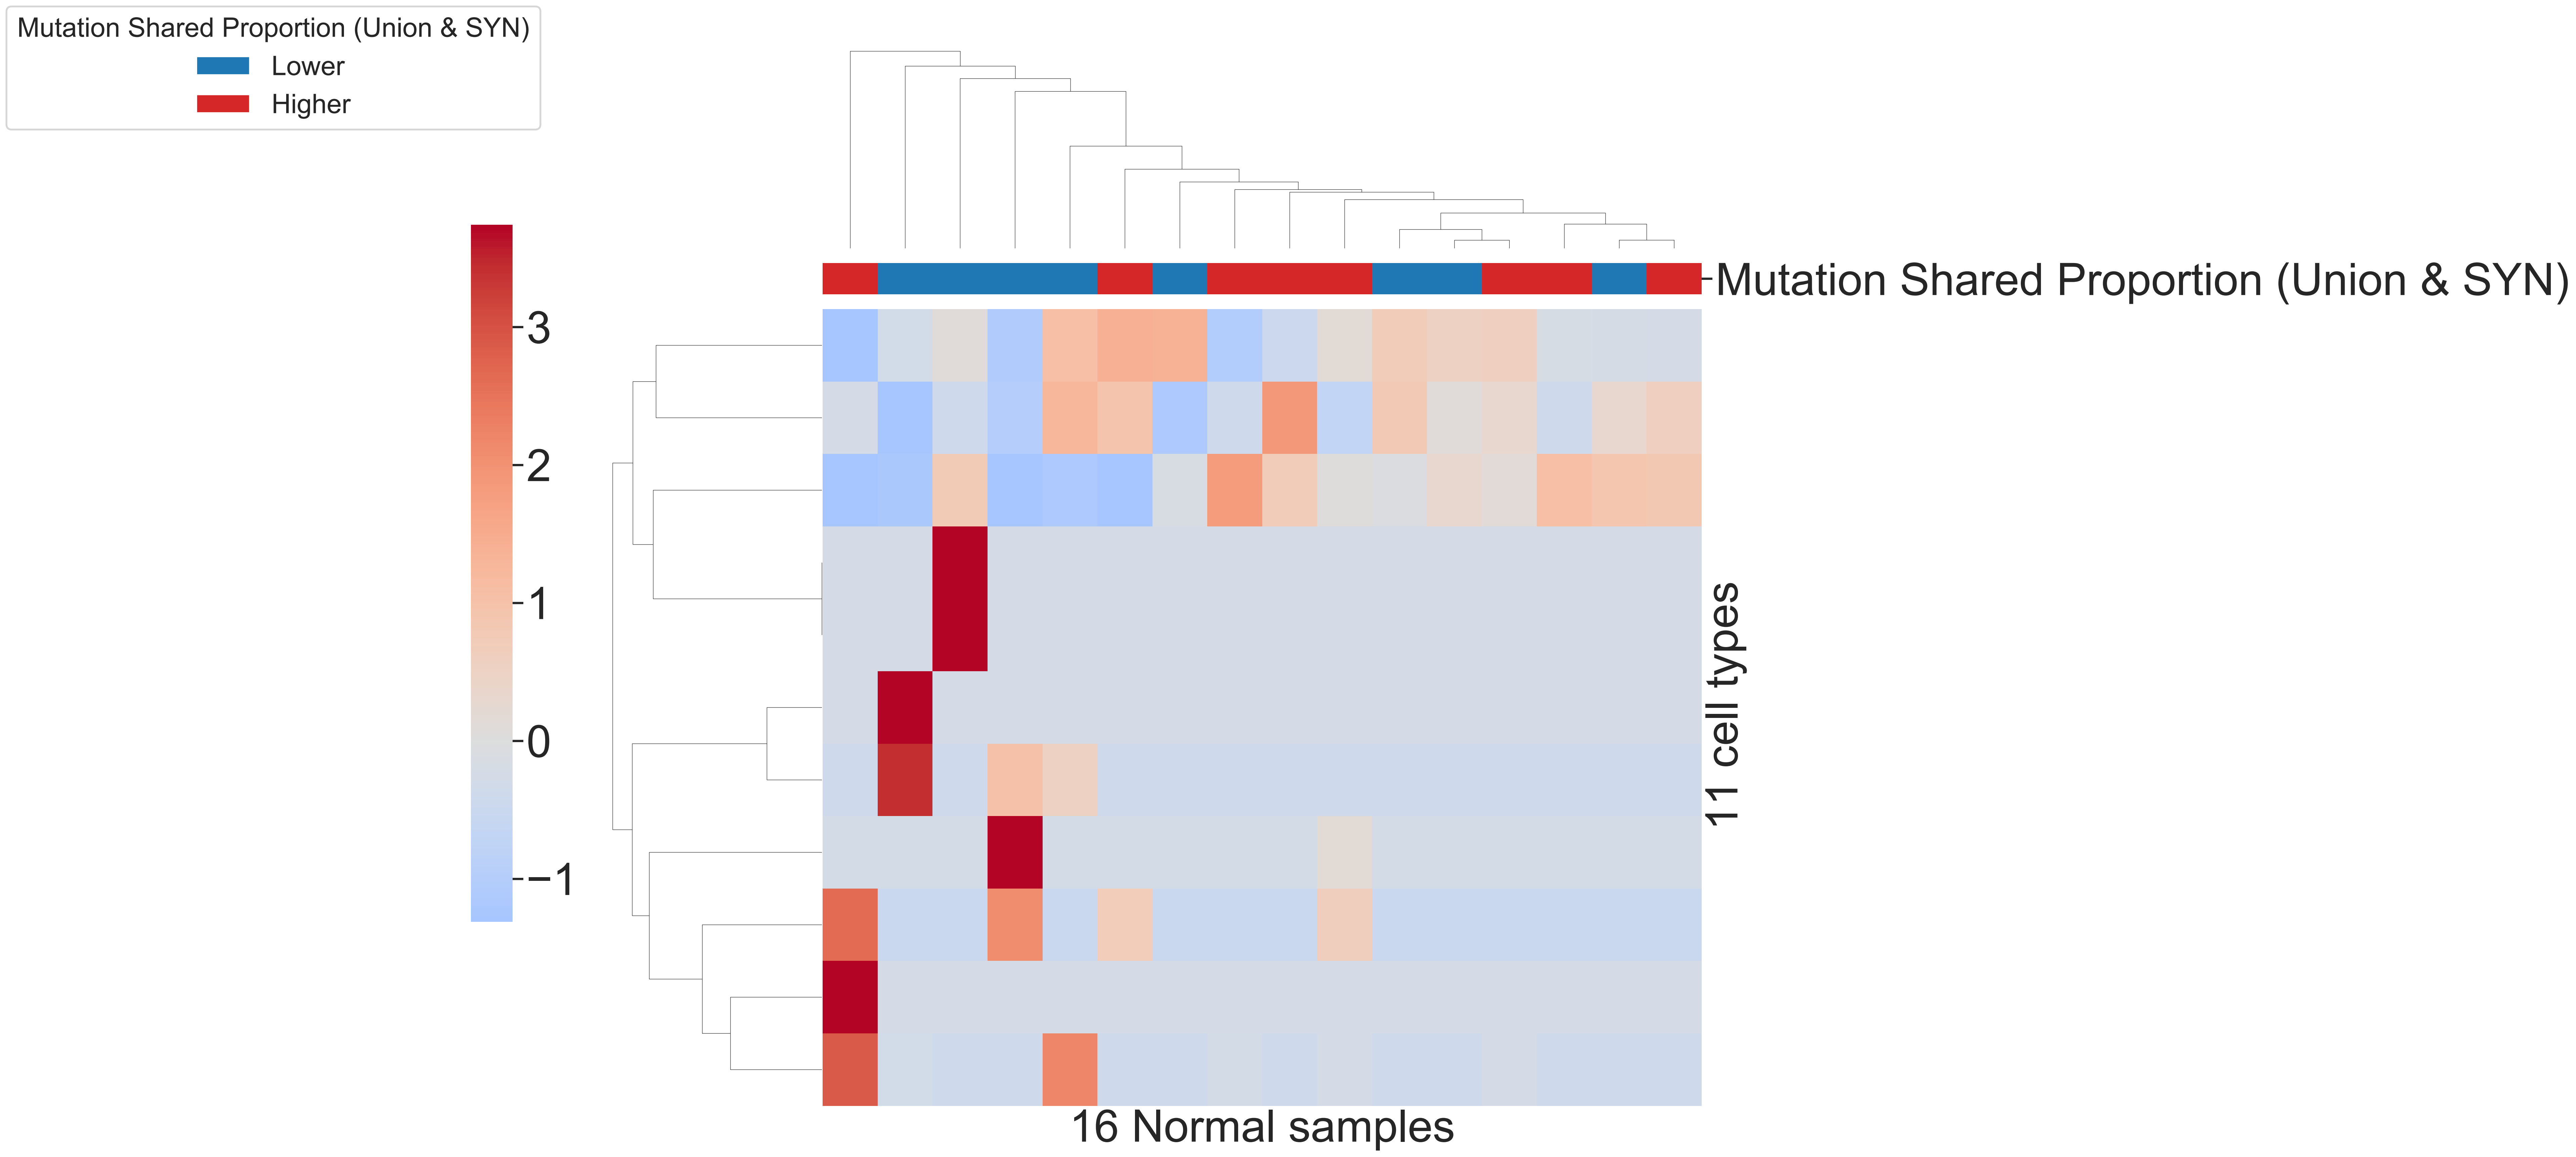 Mutation Shared Proportion (Union & SYN)
Lower
Higher
Mutation Shared Proportion (Union & SYN)
3
2
1
0
−1
11 cell types
16 Normal samples